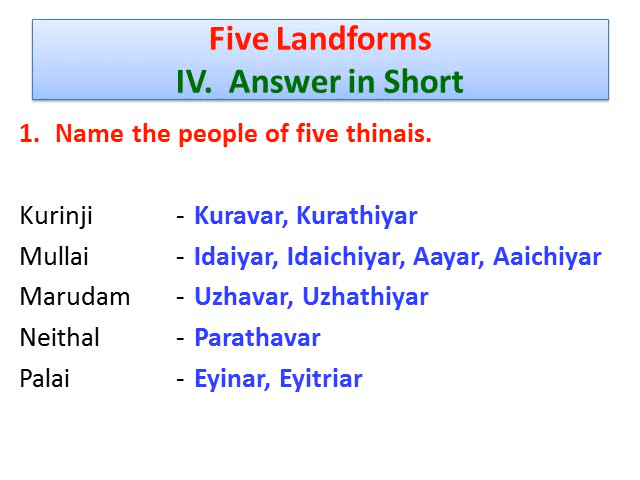 Five Landforms
IV. Answer in Short
1. Name the people of five thinais.
Kurinji - Kuravar, Kurathiyar
Mullai - Idaiyar, Idaichiyar, Aayar, Aaichiyar
Marudam - Uzhavar, Uzhathiyar
Neithal - Parathavar
Palai - Eyinar, Eyitriar